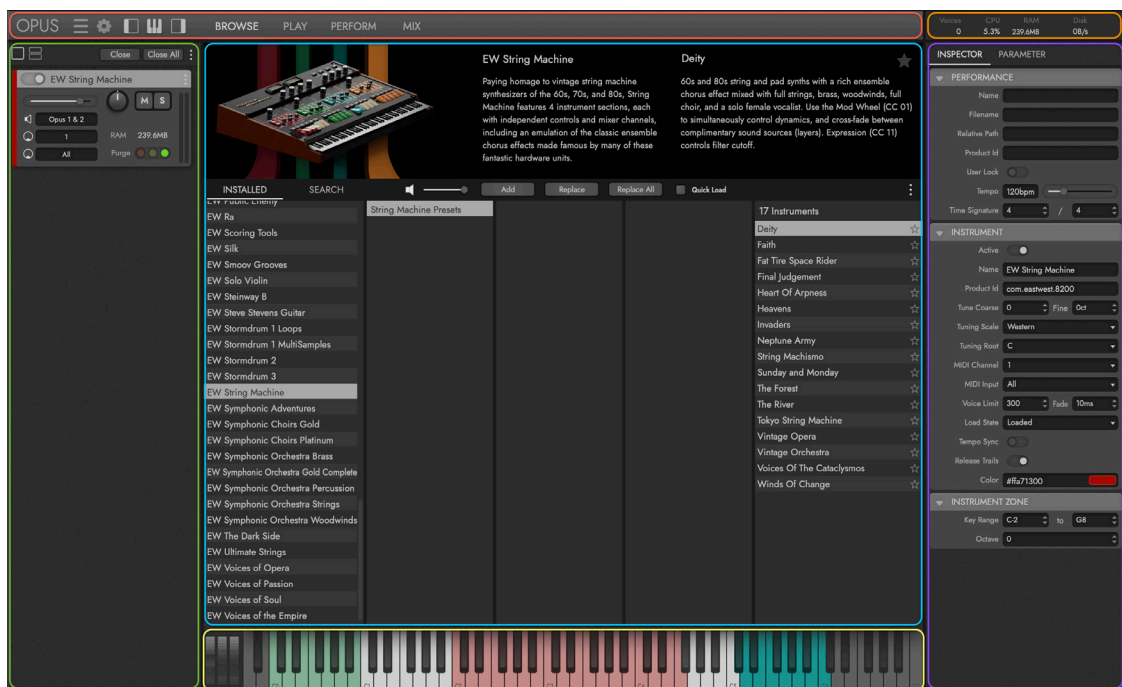 OPUS
BROWSE PLAY PERFORM MIX
Voices CPU RAM Disk
0 5.3% 239.6MB 0B/s
Close Close All
EW String Machine
M S
Opus 1 & 2
1 RAM 239.6MB
All Purge
EW String Machine
Paying homage to vintage string machine
synthesizers of the 60s, 70s, and 80s, String
Machine features 4 instrument sections, each
with independent controls and mixer channels,
including an emulation of the classic ensemble
chorus effects made famous by many of these
fantastic hardware units.
Deity
60s and 80s string and pad synths with a rich ensemble
chorus effect mixed with full strings, brass, woodwinds, full
choir, and a solo female vocalist. Use the Mod Wheel (CC 01)
to simultaneously control dynamics, and cross-fade between
complimentary sound sources (layers). Expression (CC 11)
controls filter cutoff.
INSTALLED SEARCH Add Replace Replace All Quick Load
EW Public Enemy
EW Ra
EW Scoring Tools
EW Silk
EW Smoov Grooves
EW Solo Violin
EW Steinway B
EW Steve Stevens Guitar
EW Stormdrum 1 Loops
EW Stormdrum 1 MultiSamples
EW Stormdrum 2
EW Stormdrum 3
EW String Machine
EW Symphonic Adventures
EW Symphonic Choirs Gold
EW Symphonic Choirs Platinum
EW Symphonic Orchestra Brass
EW Symphonic Orchestra Gold Complete
EW Symphonic Orchestra Percussion
EW Symphonic Orchestra Strings
EW Symphonic Orchestra Woodwinds
EW The Dark Side
EW Ultimate Strings
EW Voices of Opera
EW Voices of Passion
EW Voices of Soul
EW Voices of the Empire
String Machine Presets
17 Instruments
Deity
Faith
Fat Tire Space Rider
Final Judgement
Heart Of Arpness
Heavens
Invaders
Neptune Army
String Machismo
Sunday and Monday
The Forest
The River
Tokyo String Machine
Vintage Opera
Vintage Orchestra
Voices Of The Cataclysmos
Winds Of Change
INSPECTOR PARAMETER
PERFORMANCE
Name
Filename
Relative Path
Product Id
User Lock
Tempo 120bpm
Time Signature 4 / 4
INSTRUMENT
Active
Name EW String Machine
Product Id com.eastwest.8200
Tune Coarse 0 Fine 0ct
Tuning Scale Western
Tuning Root C
MIDI Channel 1
MIDI Input All
Voice Limit 300 Fade 10ms
Load State Loaded
Tempo Sync
Release Trails
Color #ffa71300
INSTRUMENT ZONE
Key Range C-2 to G8
Octave 0